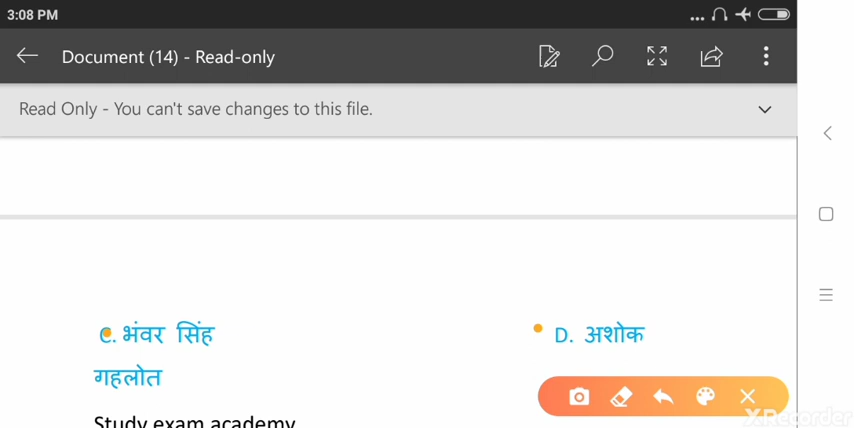 3:08 PM
Document (14) - Read-only
Read Only - You can't save changes to this file.
C. भंवर सिंह
D. अशोक
गहलोत
Study exam academy
XRecorder